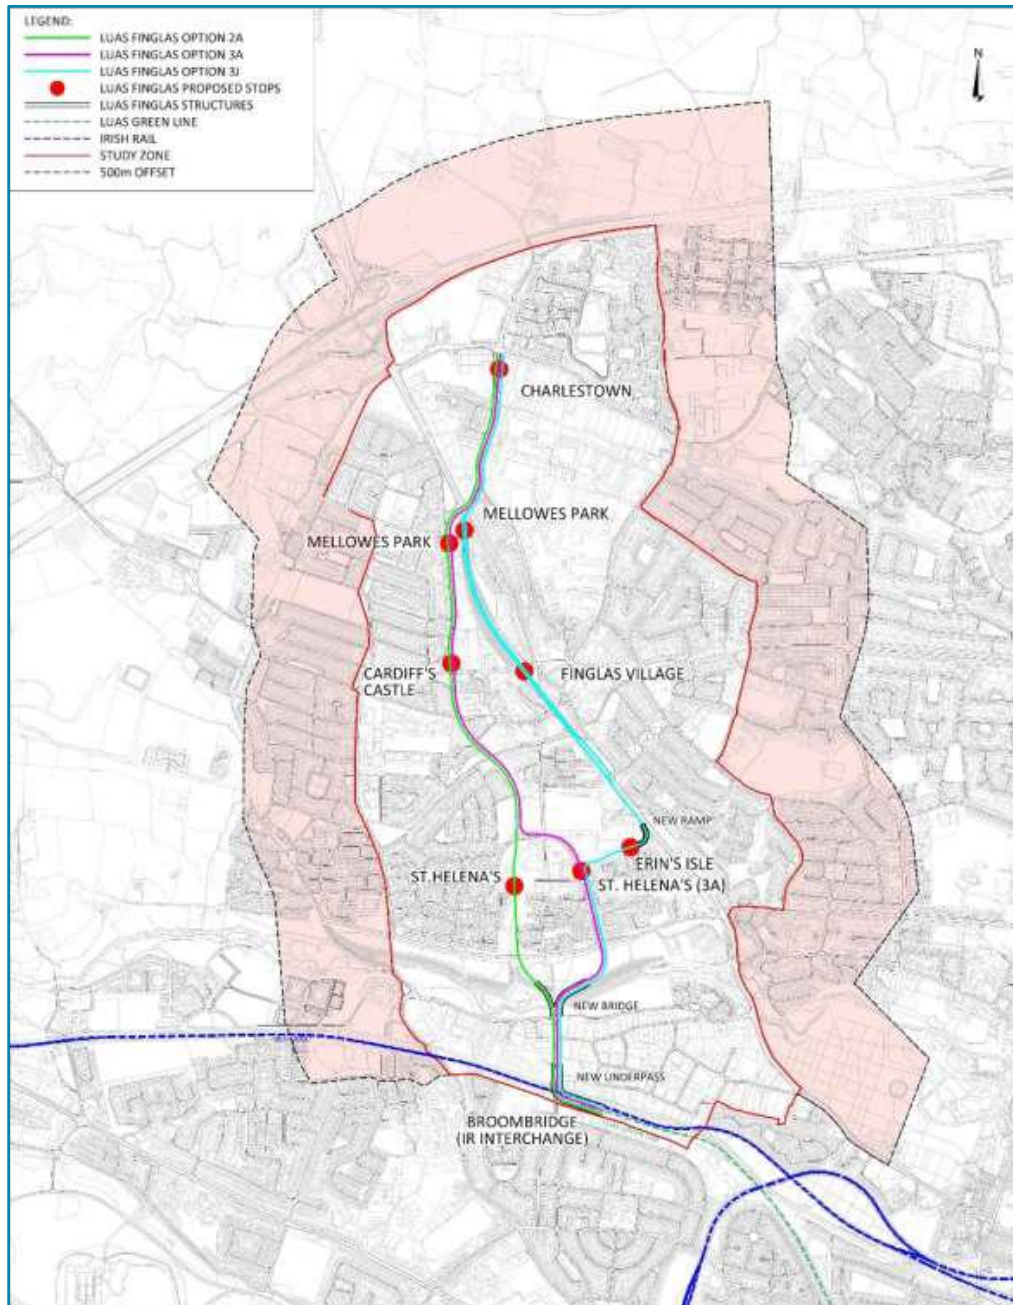 LEGEND:
LUAS FINGLAS OPTION 2A
LUAS FINGLAS OPTION 3A
LUAS FINGLAS OPTION 3J
LUAS FINGLAS PROPOSED STOPS
LUAS FINGLAS STRUCTURES
LUAS GREEN LINE
IRISH RAIL
STUDY ZONE
500m OFFSET
N
CHARLESTOWN
MELLOWES PARK
MELLOWES PARK
CARDIFF'S
CASTLE
FINGLAS VILLAGE
NEW RAMP
ERIN'S ISLE
ST.HELENA'S
ST. HELENA'S (3A)
NEW BRIDGE
NEW UNDERPASS
BROOMBRIDGE
(IR INTERCHANGE)